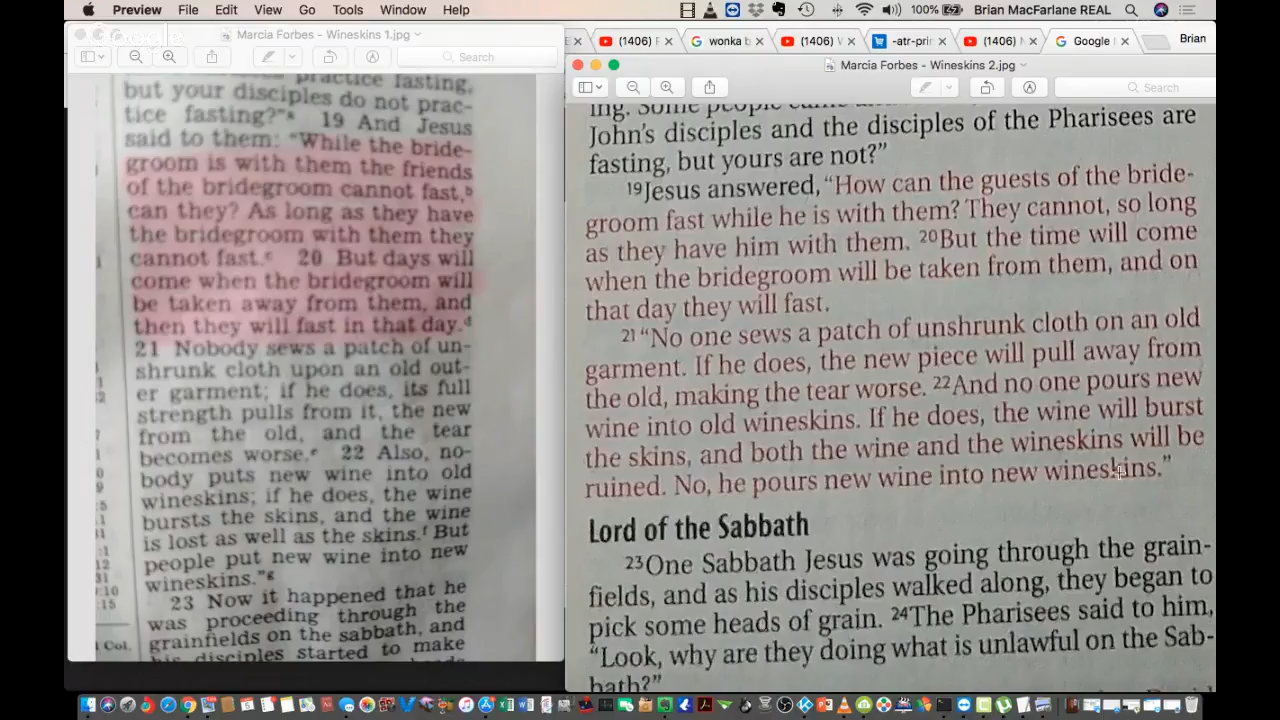 Preview File Edit View Go Tools Window Help 100% Brian MacFarlane REAL
Google
Marcia Forbes - Wineskins 1.jpg
Search
practice fasting,
but your disciples do not prac-
tice fasting?" 19 And Jesus
said to them: "While the bride-
groom is with them the friends
of the bridegroom cannot fast,b
can they? As long as they have
the bridegroom with them they
cannot fast.c 20 But days will
come when the bridegroom will
be taken away from them, and
then they will fast in that day.d
21 Nobody sews a patch of un-
shrunk cloth upon an old out-
er garment; if he does, its full
strength pulls from it, the new
from the old, and the tear
becomes worse.e 22 Also, no-
body puts new wine into old
wineskins; if he does, the wine
bursts the skins, and the wine
is lost as well as the skins.f But
people put new wine into new
wineskins."g
23 Now it happened that he
was proceeding through the
grainfields on the sabbath, and
his disciples started to make
Col.
(1406) wonka b (1406) V -atr-pri (1406) Google Brian
Marcia Forbes - Wineskins 2.jpg
Search
ing. Some people came
John's disciples and the disciples of the Pharisees are
fasting, but yours are not?"
19Jesus answered, "How can the guests of the bride-
groom fast while he is with them? They cannot, so long
as they have him with them. 20But the time will come
when the bridegroom will be taken from them, and on
that day they will fast.
21"No one sews a patch of unshrunk cloth on an old
garment. If he does, the new piece will pull away from
the old, making the tear worse. 22And no one pours new
wine into old wineskins. If he does, the wine will burst
the skins, and both the wine and the wineskins will be
ruined. No, he pours new wine into new wineskins."
Lord of the Sabbath
23One Sabbath Jesus was going through the grain-
fields, and as his disciples walked along, they began to
pick some heads of grain. 24The Pharisees said to him,
"Look, why are they doing what is unlawful on the Sab-
bath?"